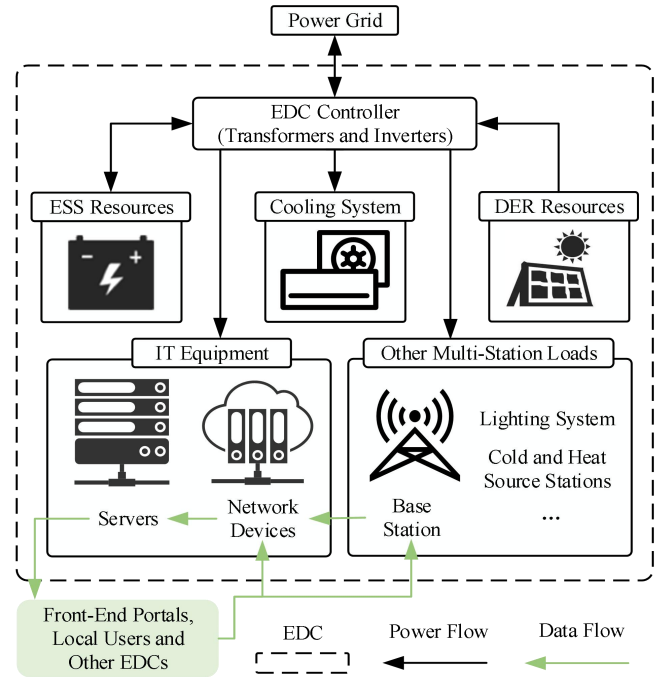 Power Grid
EDC Controller
(Transformers and Inverters)
ESS Resources
Cooling System
DER Resources
IT Equipment
Other Multi-Station Loads
Lighting System
Cold and Heat
Source Stations
...
Servers
Network
Devices
Base
Station
Front-End Portals,
Local Users and
Other EDCs
EDC
Power Flow
Data Flow